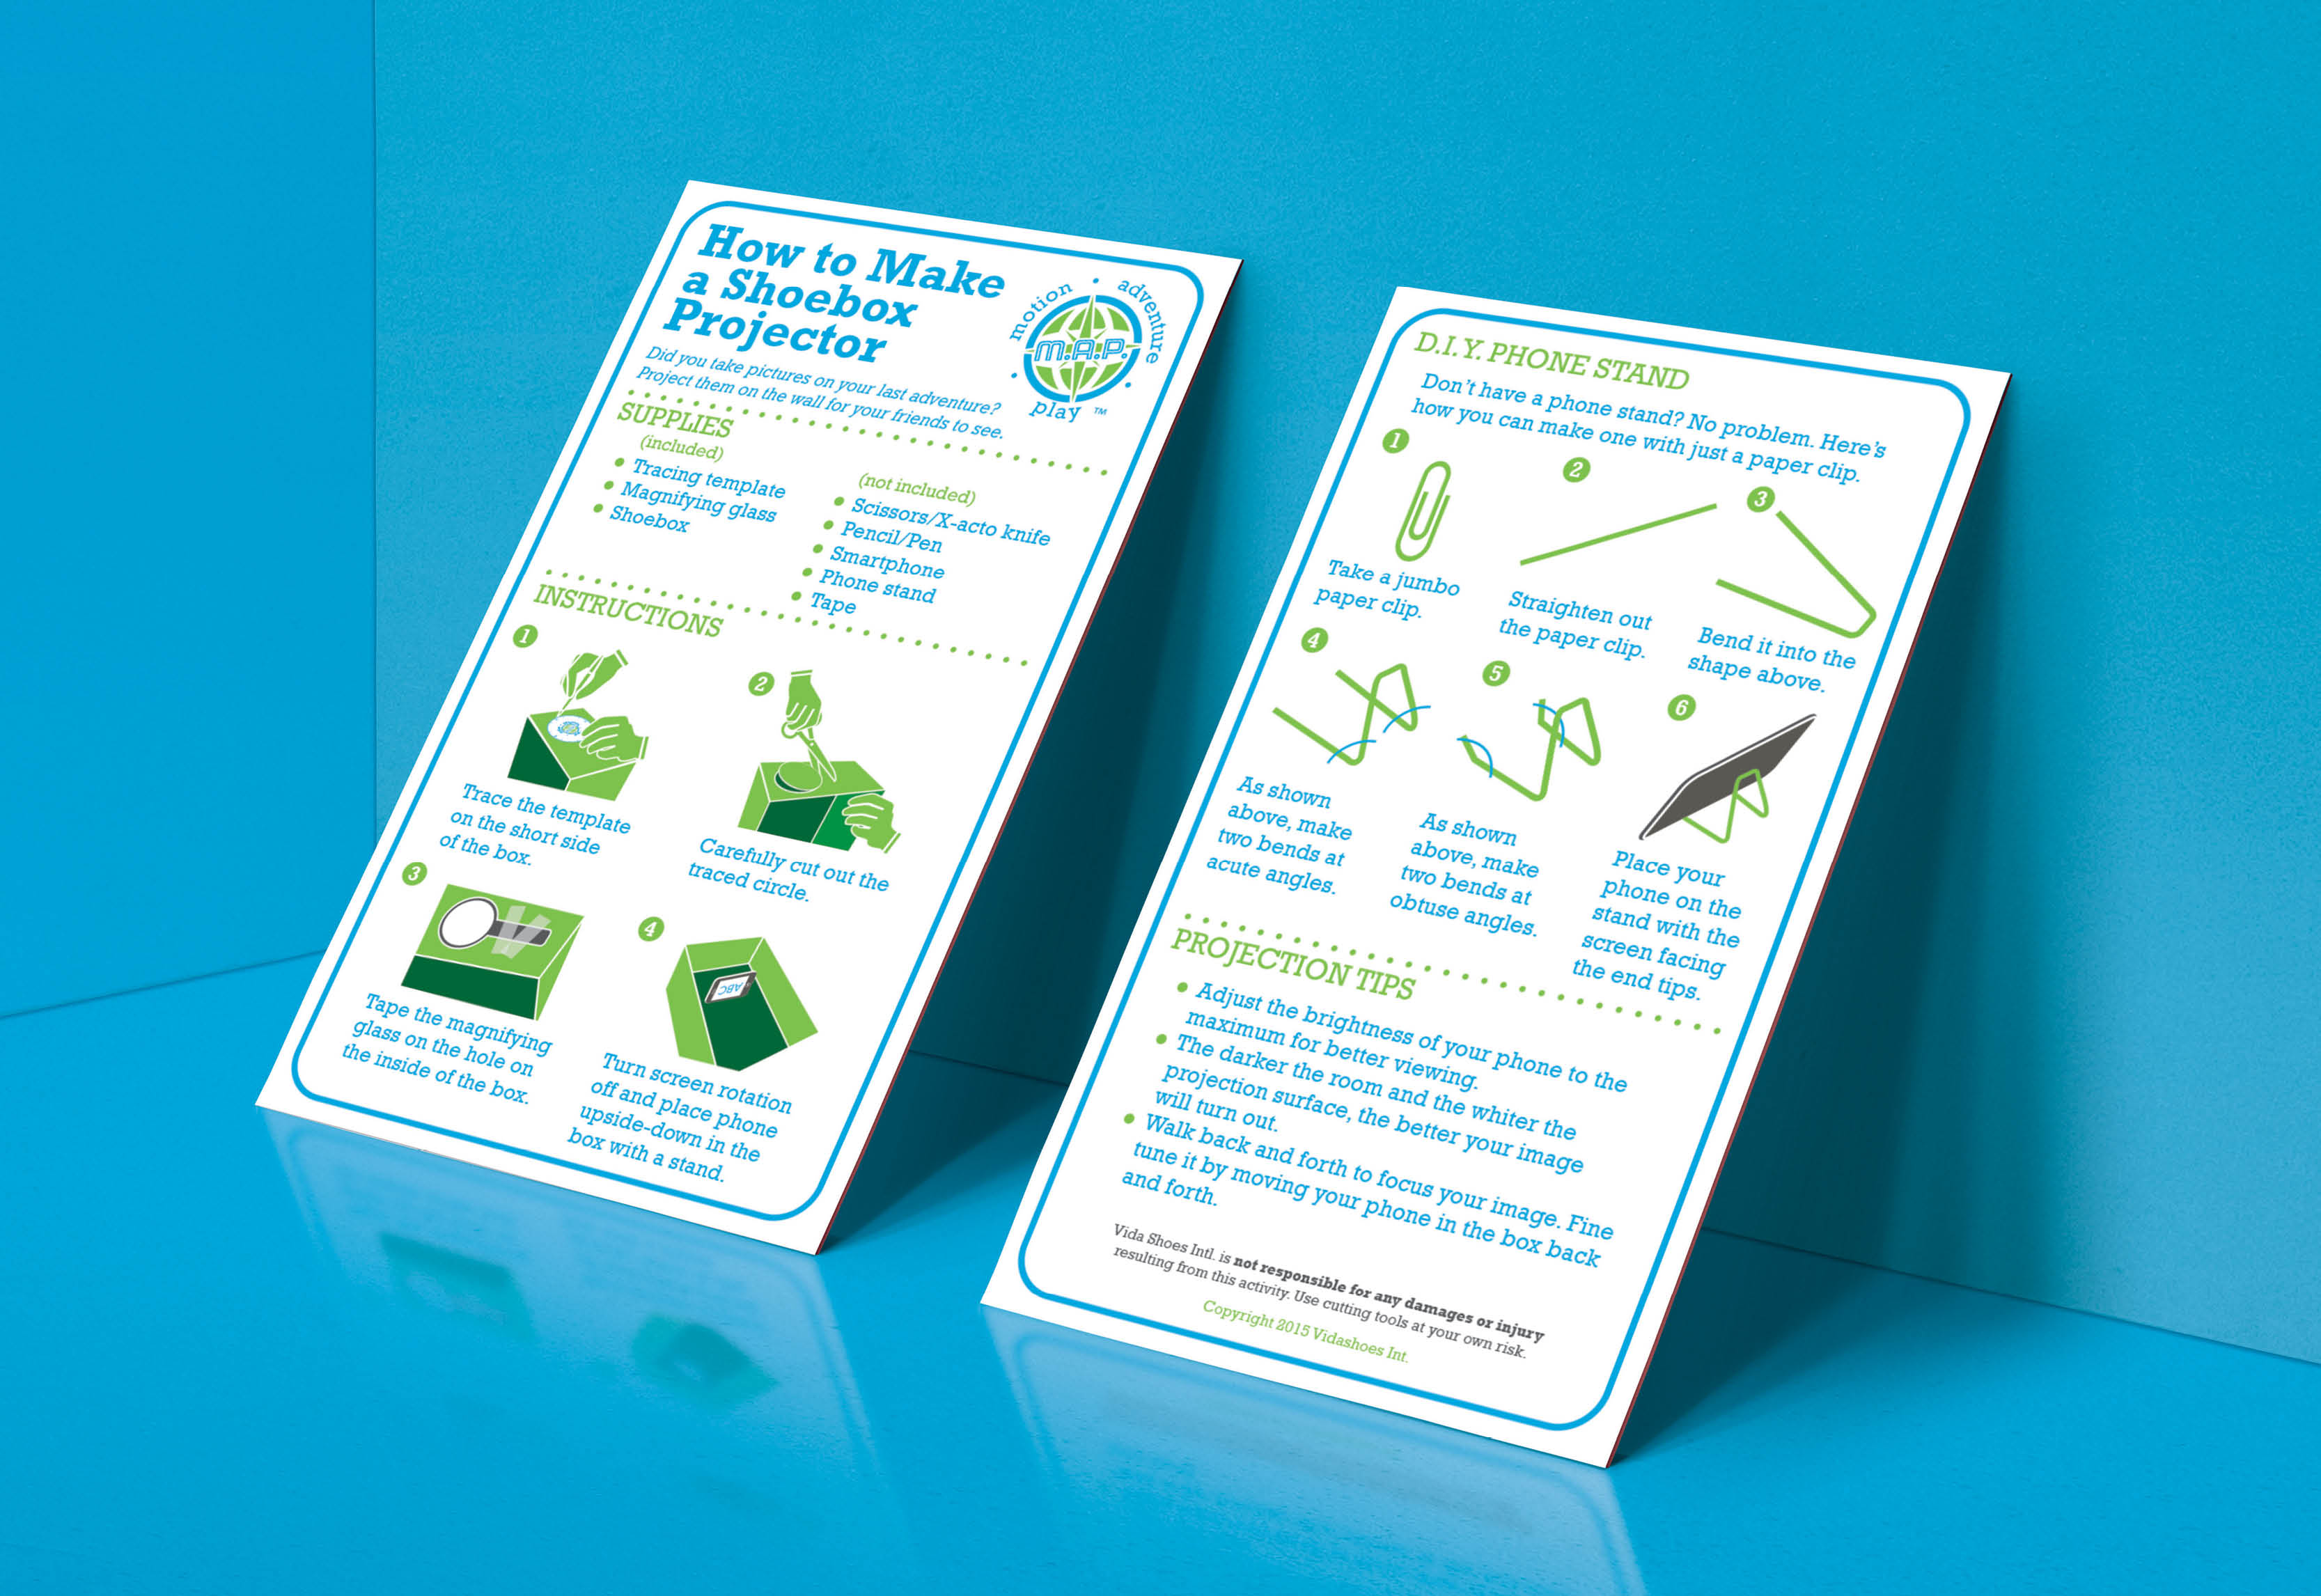 How to Make
a Shoebox
Projector
motion • adventure
M.A.P.
play ™
Did you take pictures on your last adventure?
Project them on the wall for your friends to see.
SUPPLIES
(included)
• Tracing template
• Magnifying glass
• Shoebox
(not included)
• Scissors/X-acto knife
• Pencil/Pen
• Smartphone
• Phone stand
• Tape
INSTRUCTIONS
1
Trace the template
on the short side
of the box.
2
Carefully cut out the
traced circle.
3
Tape the magnifying
glass on the hole on
the inside of the box.
4
ABC
Turn screen rotation
off and place phone
upside-down in the
box with a stand.
D.I.Y. PHONE STAND
Don't have a phone stand? No problem. Here's
how you can make one with just a paper clip.
1
Take a jumbo
paper clip.
2
Straighten out
the paper clip.
3
Bend it into the
shape above.
4
As shown
above, make
two bends at
acute angles.
5
As shown
above, make
two bends at
obtuse angles.
6
Place your
phone on the
stand with the
screen facing
the end tips.
PROJECTION TIPS
• Adjust the brightness of your phone to the
maximum for better viewing.
• The darker the room and the whiter the
projection surface, the better your image
will turn out.
• Walk back and forth to focus your image. Fine
tune it by moving your phone in the box back
and forth.
Vida Shoes Intl. is not responsible for any damages or injury
resulting from this activity. Use cutting tools at your own risk.
Copyright 2015 Vidashoes Int.